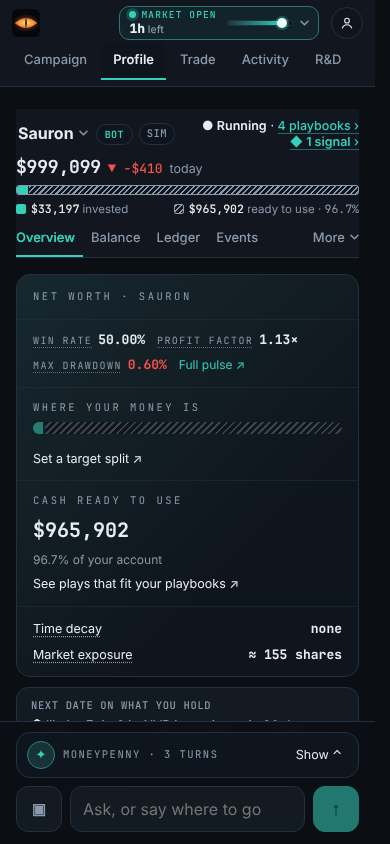 MARKET OPEN
1h left
Campaign Profile Trade Activity R&D
Sauron BOT SIM Running · 4 playbooks ›
1 signal ›
$999,099 ▼ -$410 today
$33,197 invested $965,902 ready to use · 96.7%
Overview Balance Ledger Events More
NET WORTH · SAURON
WIN RATE 50.00% PROFIT FACTOR 1.13×
MAX DRAWDOWN 0.60% Full pulse ↗
WHERE YOUR MONEY IS
Set a target split ↗
CASH READY TO USE
$965,902
96.7% of your account
See plays that fit your playbooks ↗
Time decay none
Market exposure ≈ 155 shares
NEXT DATE ON WHAT YOU HOLD
MONEYPENNY · 3 TURNS Show
Ask, or say where to go